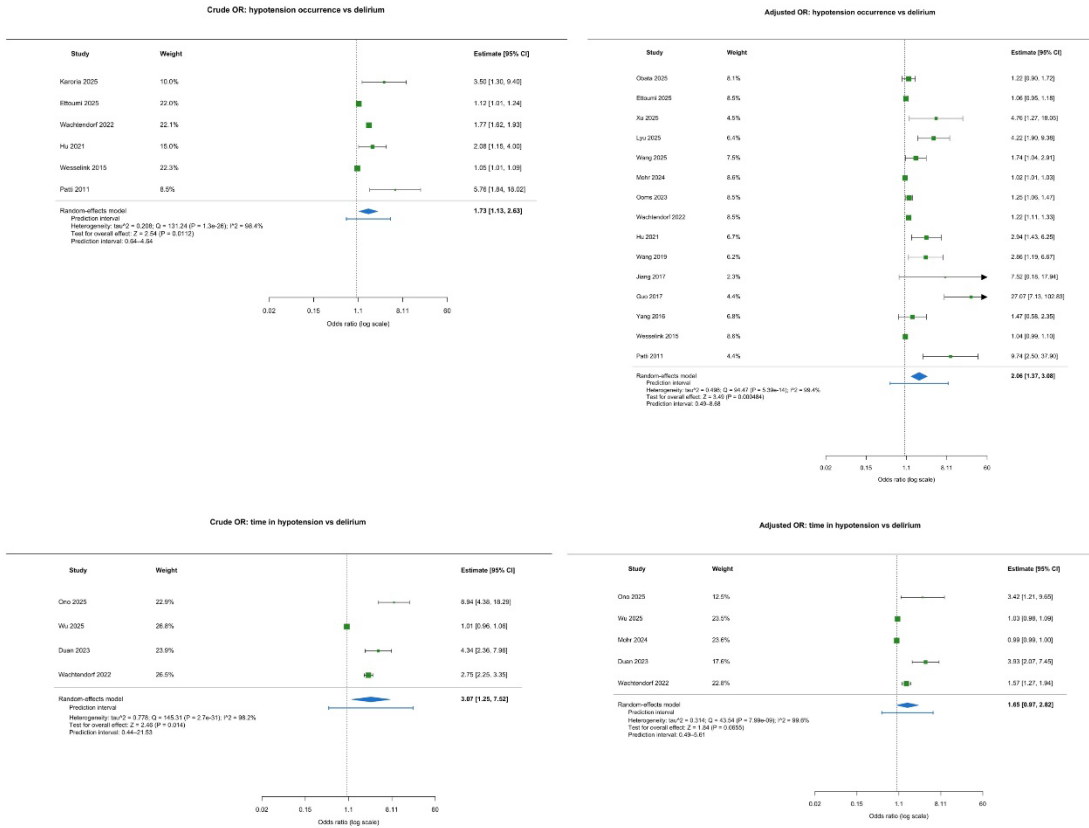 Crude OR: hypotension occurrence vs delirium
Study Weight Estimate [95% CI]
Karoria 2025 10.0% 3.50 [1.30, 9.40]
Ettoumi 2025 22.0% 1.12 [1.01, 1.24]
Wachtendorf 2022 22.1% 1.77 [1.62, 1.93]
Hu 2021 15.0% 2.08 [1.15, 4.00]
Wesselink 2015 22.3% 1.05 [1.01, 1.09]
Patti 2011 8.5% 5.76 [1.84, 18.02]
Random-effects model 1.73 [1.13, 2.63]
Prediction interval
Heterogeneity: tau^2 = 0.208; Q = 131.24 (P = 1.3e-26); I^2 = 98.4%
Test for overall effect: Z = 2.54 (P = 0.0112)
Prediction interval: 0.64–4.64
0.02 0.15 1.1 8.11 60
Odds ratio (log scale)
Adjusted OR: hypotension occurrence vs delirium
Study Weight Estimate [95% CI]
Obata 2025 8.1% 1.22 [0.90, 1.72]
Ettoumi 2025 8.5% 1.06 [0.95, 1.18]
Xu 2025 4.5% 4.76 [1.27, 18.05]
Lyu 2025 6.4% 4.22 [1.90, 9.38]
Wang 2025 7.5% 1.74 [1.04, 2.91]
Mohr 2024 8.6% 1.02 [1.01, 1.03]
Ooms 2023 8.5% 1.25 [1.06, 1.47]
Wachtendorf 2022 8.5% 1.22 [1.11, 1.33]
Hu 2021 6.7% 2.94 [1.43, 6.25]
Wang 2019 6.2% 2.86 [1.19, 6.87]
Jiang 2017 2.3%
Guo 2017 4.4% 27.07 [7.13, 102.83]
Yang 2016 6.8% 1.47 [0.58, 2.35]
Wesselink 2015 8.6% 1.04 [0.99, 1.10]
Patti 2011 4.4% 9.74 [2.50, 37.90]
Random-effects model 2.06 [1.37, 3.08]
Prediction interval
Heterogeneity: tau^2 = 0.496; Q = 94.47 (P = 5.39e-14); I^2 = 99.4%
Test for overall effect: Z = 3.49 (P = 0.000484)
Prediction interval: 0.49–8.68
0.02 0.15 1.1 8.11 60
Odds ratio (log scale)
Crude OR: time in hypotension vs delirium
Study Weight Estimate [95% CI]
Ono 2025 22.9% 8.94 [4.38, 18.29]
Wu 2025 26.8% 1.01 [0.96, 1.08]
Duan 2023 23.9% 4.34 [2.36, 7.98]
Wachtendorf 2022 26.5% 2.75 [2.25, 3.35]
Random-effects model 3.07 [1.25, 7.52]
Prediction interval
Heterogeneity: tau^2 = 0.778; Q = 145.31 (P = 2.7e-31); I^2 = 98.2%
Test for overall effect: Z = 2.46 (P = 0.014)
Prediction interval: 0.44–21.53
0.02 0.15 1.1 8.11 60
Odds ratio (log scale)
Adjusted OR: time in hypotension vs delirium
Study Weight Estimate [95% CI]
Ono 2025 12.5% 3.42 [1.21, 9.65]
Wu 2025 23.5% 1.03 [0.98, 1.09]
Mohr 2024 23.6% 0.99 [0.99, 1.00]
Duan 2023 17.6% 3.93 [2.07, 7.45]
Wachtendorf 2022 22.8% 1.57 [1.27, 1.94]
Random-effects model 1.65 [0.97, 2.82]
Prediction interval
Heterogeneity: tau^2 = 0.314; Q = 43.54 (P = 7.99e-09); I^2 = 99.6%
Test for overall effect: Z = 1.84 (P = 0.0655)
Prediction interval: 0.49–5.61
0.02 0.15 1.1 8.11 60
Odds ratio (log scale)